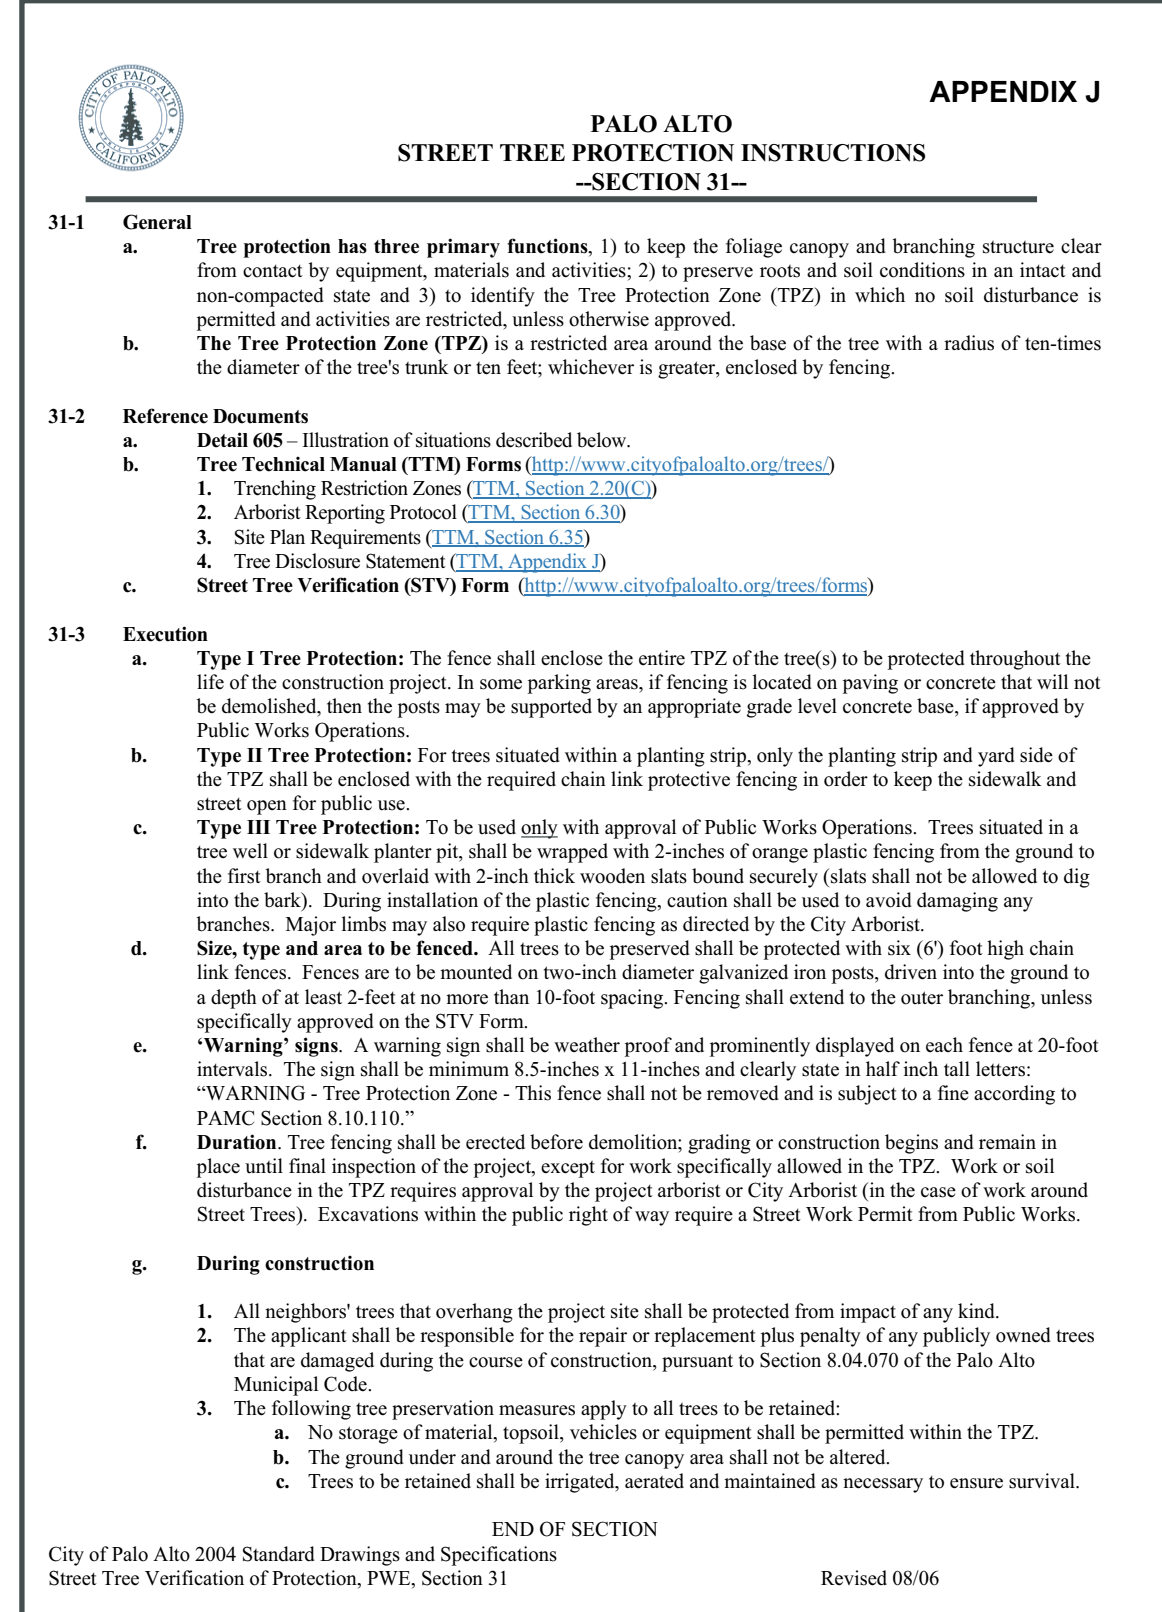 CITY OF PALO ALTO
CALIFORNIA
APPENDIX J
PALO ALTO
STREET TREE PROTECTION INSTRUCTIONS
--SECTION 31--
31-1 General
a. Tree protection has three primary functions, 1) to keep the foliage canopy and branching structure clear
from contact by equipment, materials and activities; 2) to preserve roots and soil conditions in an intact and
non-compacted state and 3) to identify the Tree Protection Zone (TPZ) in which no soil disturbance is
permitted and activities are restricted, unless otherwise approved.
b. The Tree Protection Zone (TPZ) is a restricted area around the base of the tree with a radius of ten-times
the diameter of the tree's trunk or ten feet; whichever is greater, enclosed by fencing.
31-2 Reference Documents
a. Detail 605 – Illustration of situations described below.
b. Tree Technical Manual (TTM) Forms (http://www.cityofpaloalto.org/trees/)
1. Trenching Restriction Zones (TTM, Section 2.20(C))
2. Arborist Reporting Protocol (TTM, Section 6.30)
3. Site Plan Requirements (TTM, Section 6.35)
4. Tree Disclosure Statement (TTM, Appendix J)
c. Street Tree Verification (STV) Form (http://www.cityofpaloalto.org/trees/forms)
31-3 Execution
a. Type I Tree Protection: The fence shall enclose the entire TPZ of the tree(s) to be protected throughout the
life of the construction project. In some parking areas, if fencing is located on paving or concrete that will not
be demolished, then the posts may be supported by an appropriate grade level concrete base, if approved by
Public Works Operations.
b. Type II Tree Protection: For trees situated within a planting strip, only the planting strip and yard side of
the TPZ shall be enclosed with the required chain link protective fencing in order to keep the sidewalk and
street open for public use.
c. Type III Tree Protection: To be used only with approval of Public Works Operations. Trees situated in a
tree well or sidewalk planter pit, shall be wrapped with 2-inches of orange plastic fencing from the ground to
the first branch and overlaid with 2-inch thick wooden slats bound securely (slats shall not be allowed to dig
into the bark). During installation of the plastic fencing, caution shall be used to avoid damaging any
branches. Major limbs may also require plastic fencing as directed by the City Arborist.
d. Size, type and area to be fenced. All trees to be preserved shall be protected with six (6') foot high chain
link fences. Fences are to be mounted on two-inch diameter galvanized iron posts, driven into the ground to
a depth of at least 2-feet at no more than 10-foot spacing. Fencing shall extend to the outer branching, unless
specifically approved on the STV Form.
e. ‘Warning’ signs. A warning sign shall be weather proof and prominently displayed on each fence at 20-foot
intervals. The sign shall be minimum 8.5-inches x 11-inches and clearly state in half inch tall letters:
“WARNING - Tree Protection Zone - This fence shall not be removed and is subject to a fine according to
PAMC Section 8.10.110.”
f. Duration. Tree fencing shall be erected before demolition; grading or construction begins and remain in
place until final inspection of the project, except for work specifically allowed in the TPZ. Work or soil
disturbance in the TPZ requires approval by the project arborist or City Arborist (in the case of work around
Street Trees). Excavations within the public right of way require a Street Work Permit from Public Works.
g. During construction
1. All neighbors' trees that overhang the project site shall be protected from impact of any kind.
2. The applicant shall be responsible for the repair or replacement plus penalty of any publicly owned trees
that are damaged during the course of construction, pursuant to Section 8.04.070 of the Palo Alto
Municipal Code.
3. The following tree preservation measures apply to all trees to be retained:
a. No storage of material, topsoil, vehicles or equipment shall be permitted within the TPZ.
b. The ground under and around the tree canopy area shall not be altered.
c. Trees to be retained shall be irrigated, aerated and maintained as necessary to ensure survival.
END OF SECTION
City of Palo Alto 2004 Standard Drawings and Specifications
Street Tree Verification of Protection, PWE, Section 31 Revised 08/06